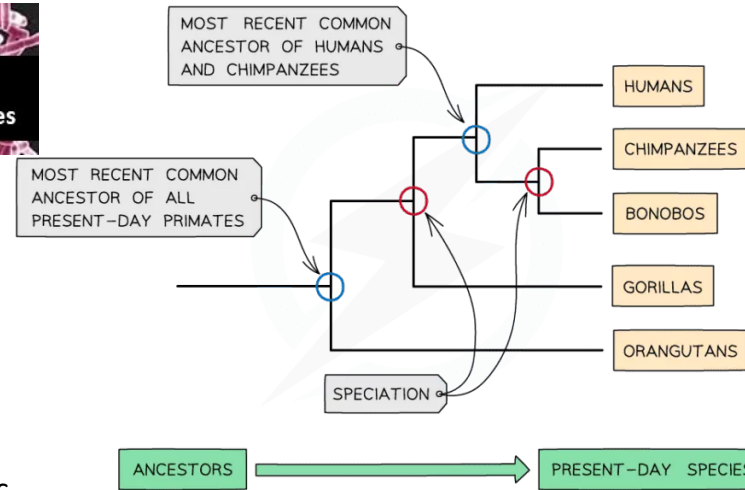 es
MOST RECENT COMMON
ANCESTOR OF HUMANS
AND CHIMPANZEES
HUMANS
CHIMPANZEES
MOST RECENT COMMON
ANCESTOR OF ALL
PRESENT-DAY PRIMATES
BONOBOS
GORILLAS
ORANGUTANS
SPECIATION
ANCESTORS
PRESENT-DAY SPECIES